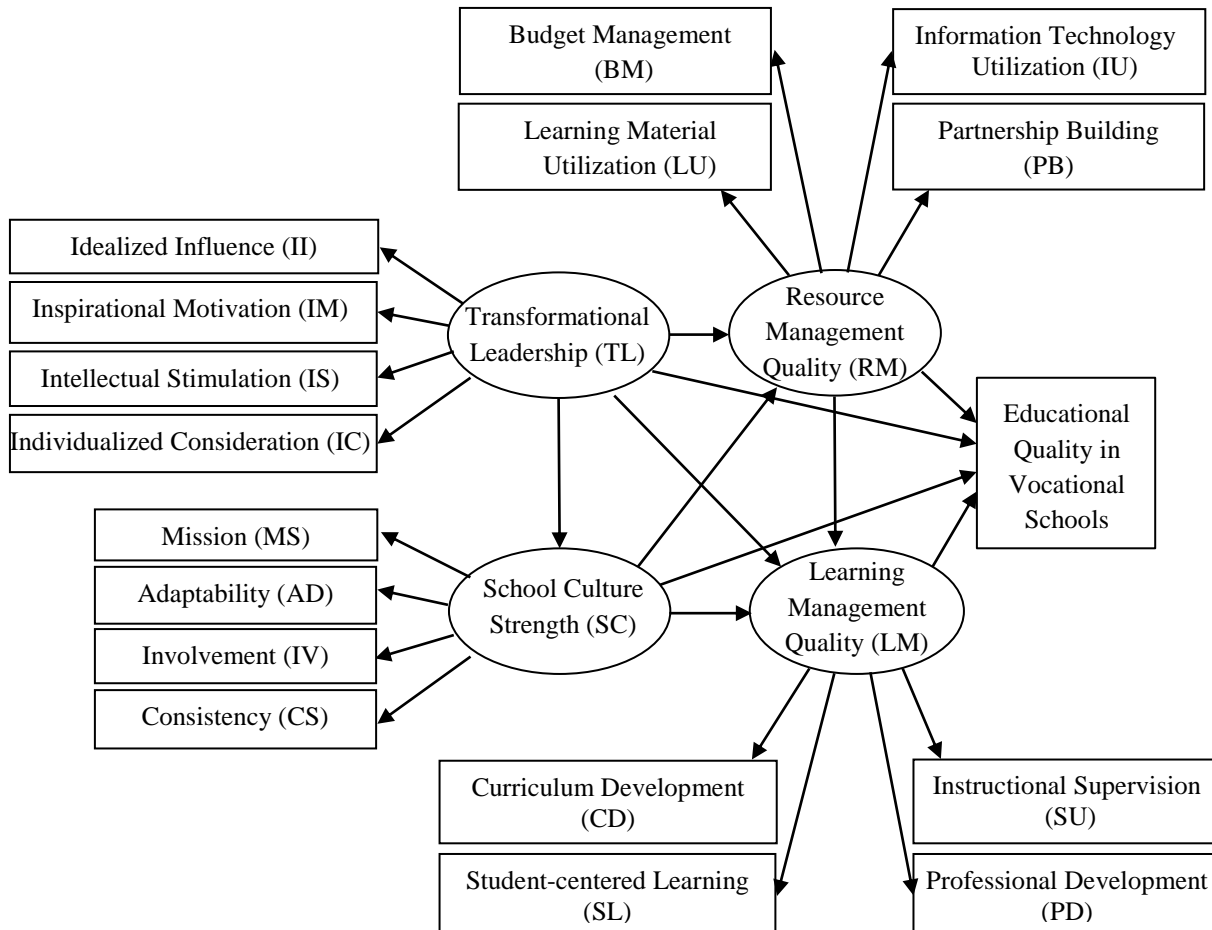 Budget Management
(BM)
Information Technology
Utilization (IU)
Learning Material
Utilization (LU)
Partnership Building
(PB)
Idealized Influence (II)
Inspirational Motivation (IM)
Intellectual Stimulation (IS)
Individualized Consideration (IC)
Transformational
Leadership (TL)
Resource
Management
Quality (RM)
Educational
Quality in
Vocational
Schools
Mission (MS)
Adaptability (AD)
Involvement (IV)
Consistency (CS)
School Culture
Strength (SC)
Learning
Management
Quality (LM)
Curriculum Development
(CD)
Instructional Supervision
(SU)
Student-centered Learning
(SL)
Professional Development
(PD)